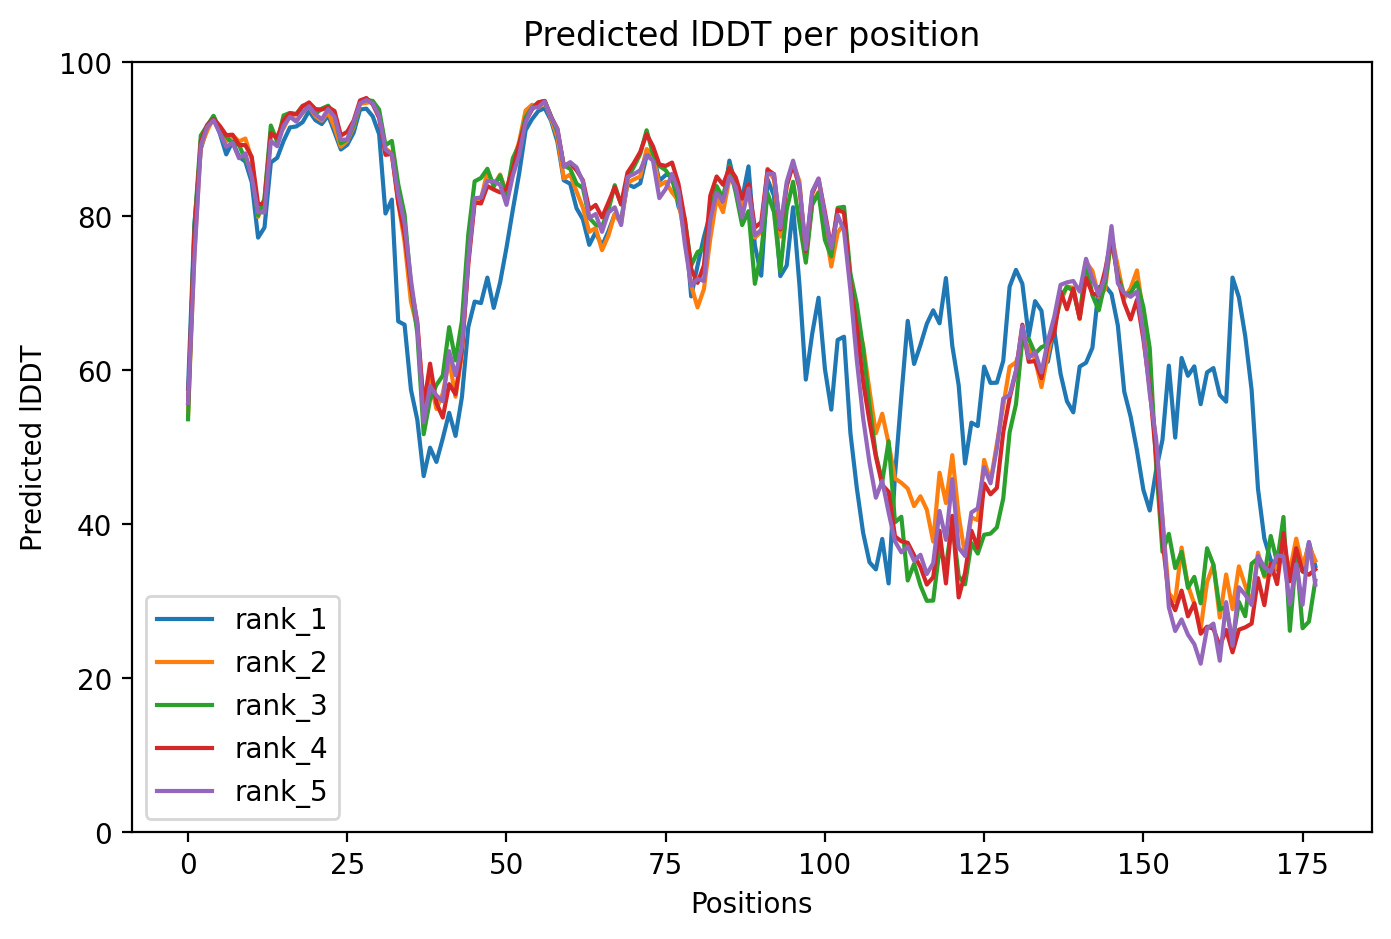 Predicted lDDT per position
100
80
60
40
20
0
Predicted lDDT
rank_1
rank_2
rank_3
rank_4
rank_5
0 25 50 75 100 125 150 175
Positions